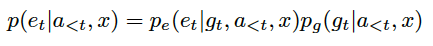 p(e_t|a_{<t}, x) = p_e(e_t|g_t, a_{<t}, x)p_g(g_t|a_{<t}, x)